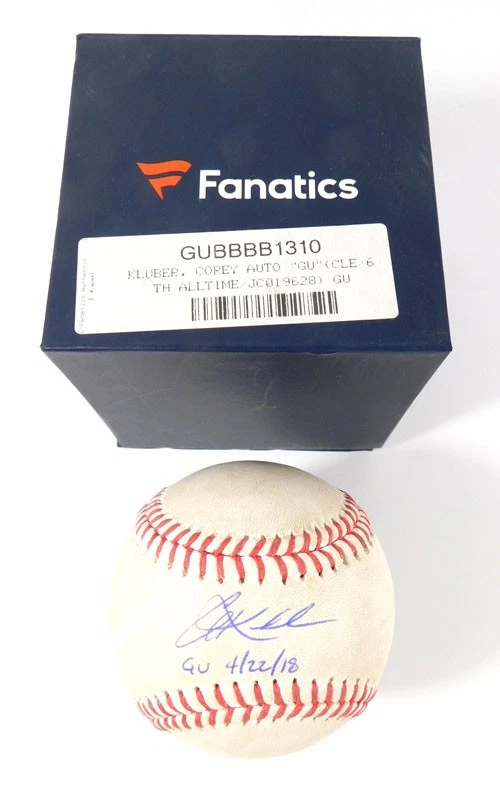 Fanatics
GUBBBB1310
KLUBER, COREY AUTO "GU"(CLE/6
TH ALLTIME/JC019628) GU
GU 4/22/18